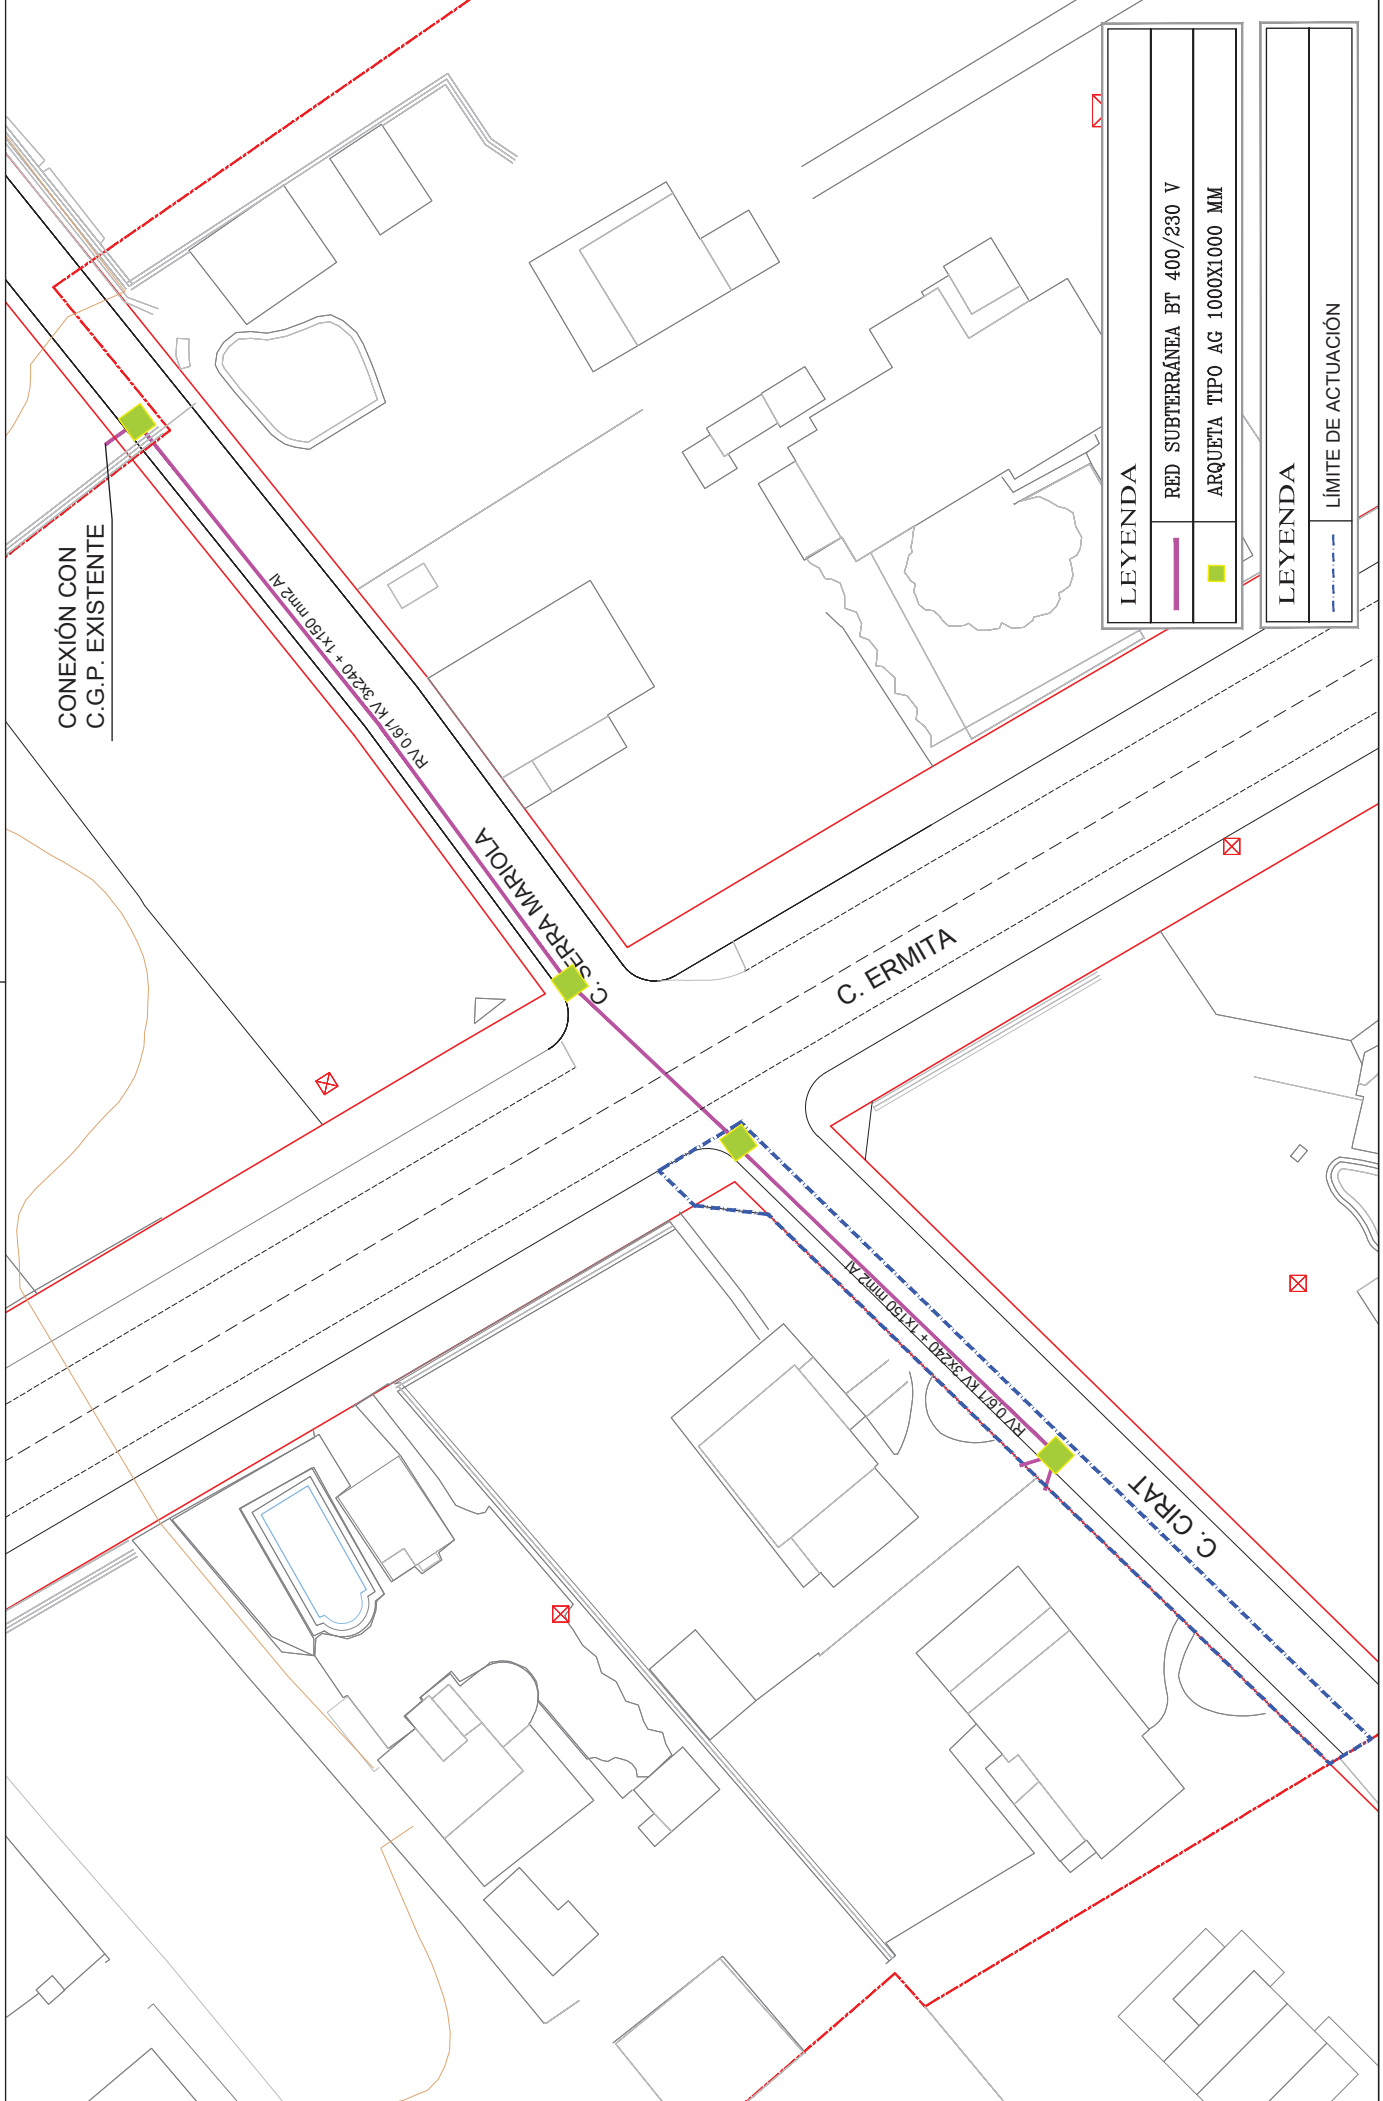 CONEXIÓN CON
C.G.P. EXISTENTE
RV 0,6/1 kV 3x240 + 1x150 mm2 Al
C. SERRA MARIOLA
C. ERMITA
RV 0,6/1 kV 3x240 + 1x150 mm2 Al
C. CIRAT
LEYENDA
RED SUBTERRÁNEA BT 400/230 V
ARQUETA TIPO AG 1000X1000 MM
LEYENDA
LÍMITE DE ACTUACIÓN